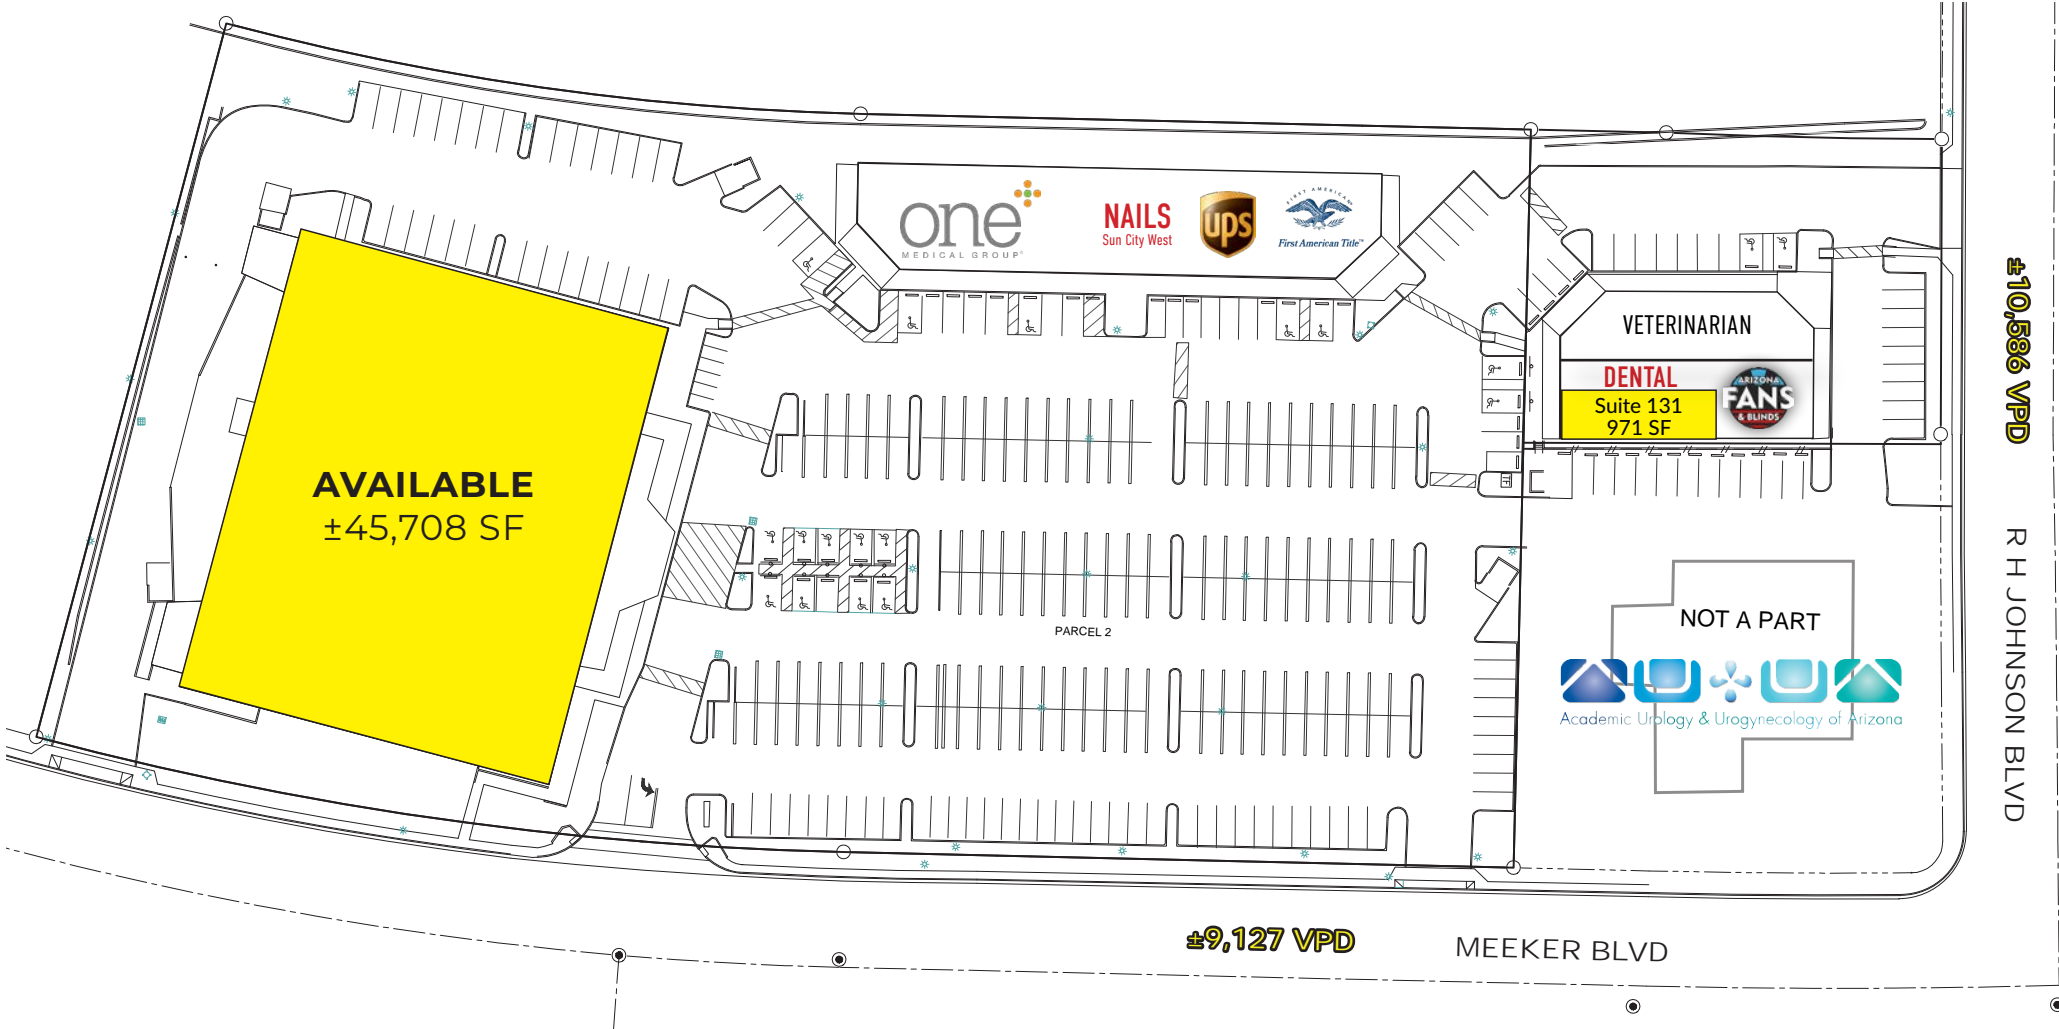 one
MEDICAL GROUP
NAILS
Sun City West
ups
FIRST AMERICAN
First American Title™
VETERINARIAN
DENTAL
Suite 131
971 SF
ARIZONA
FANS
& BLINDS
±10,586 VPD
AVAILABLE
±45,708 SF
PARCEL 2
NOT A PART
Academic Urology & Urogynecology of Arizona
R H JOHNSON BLVD
±9,127 VPD
MEEKER BLVD